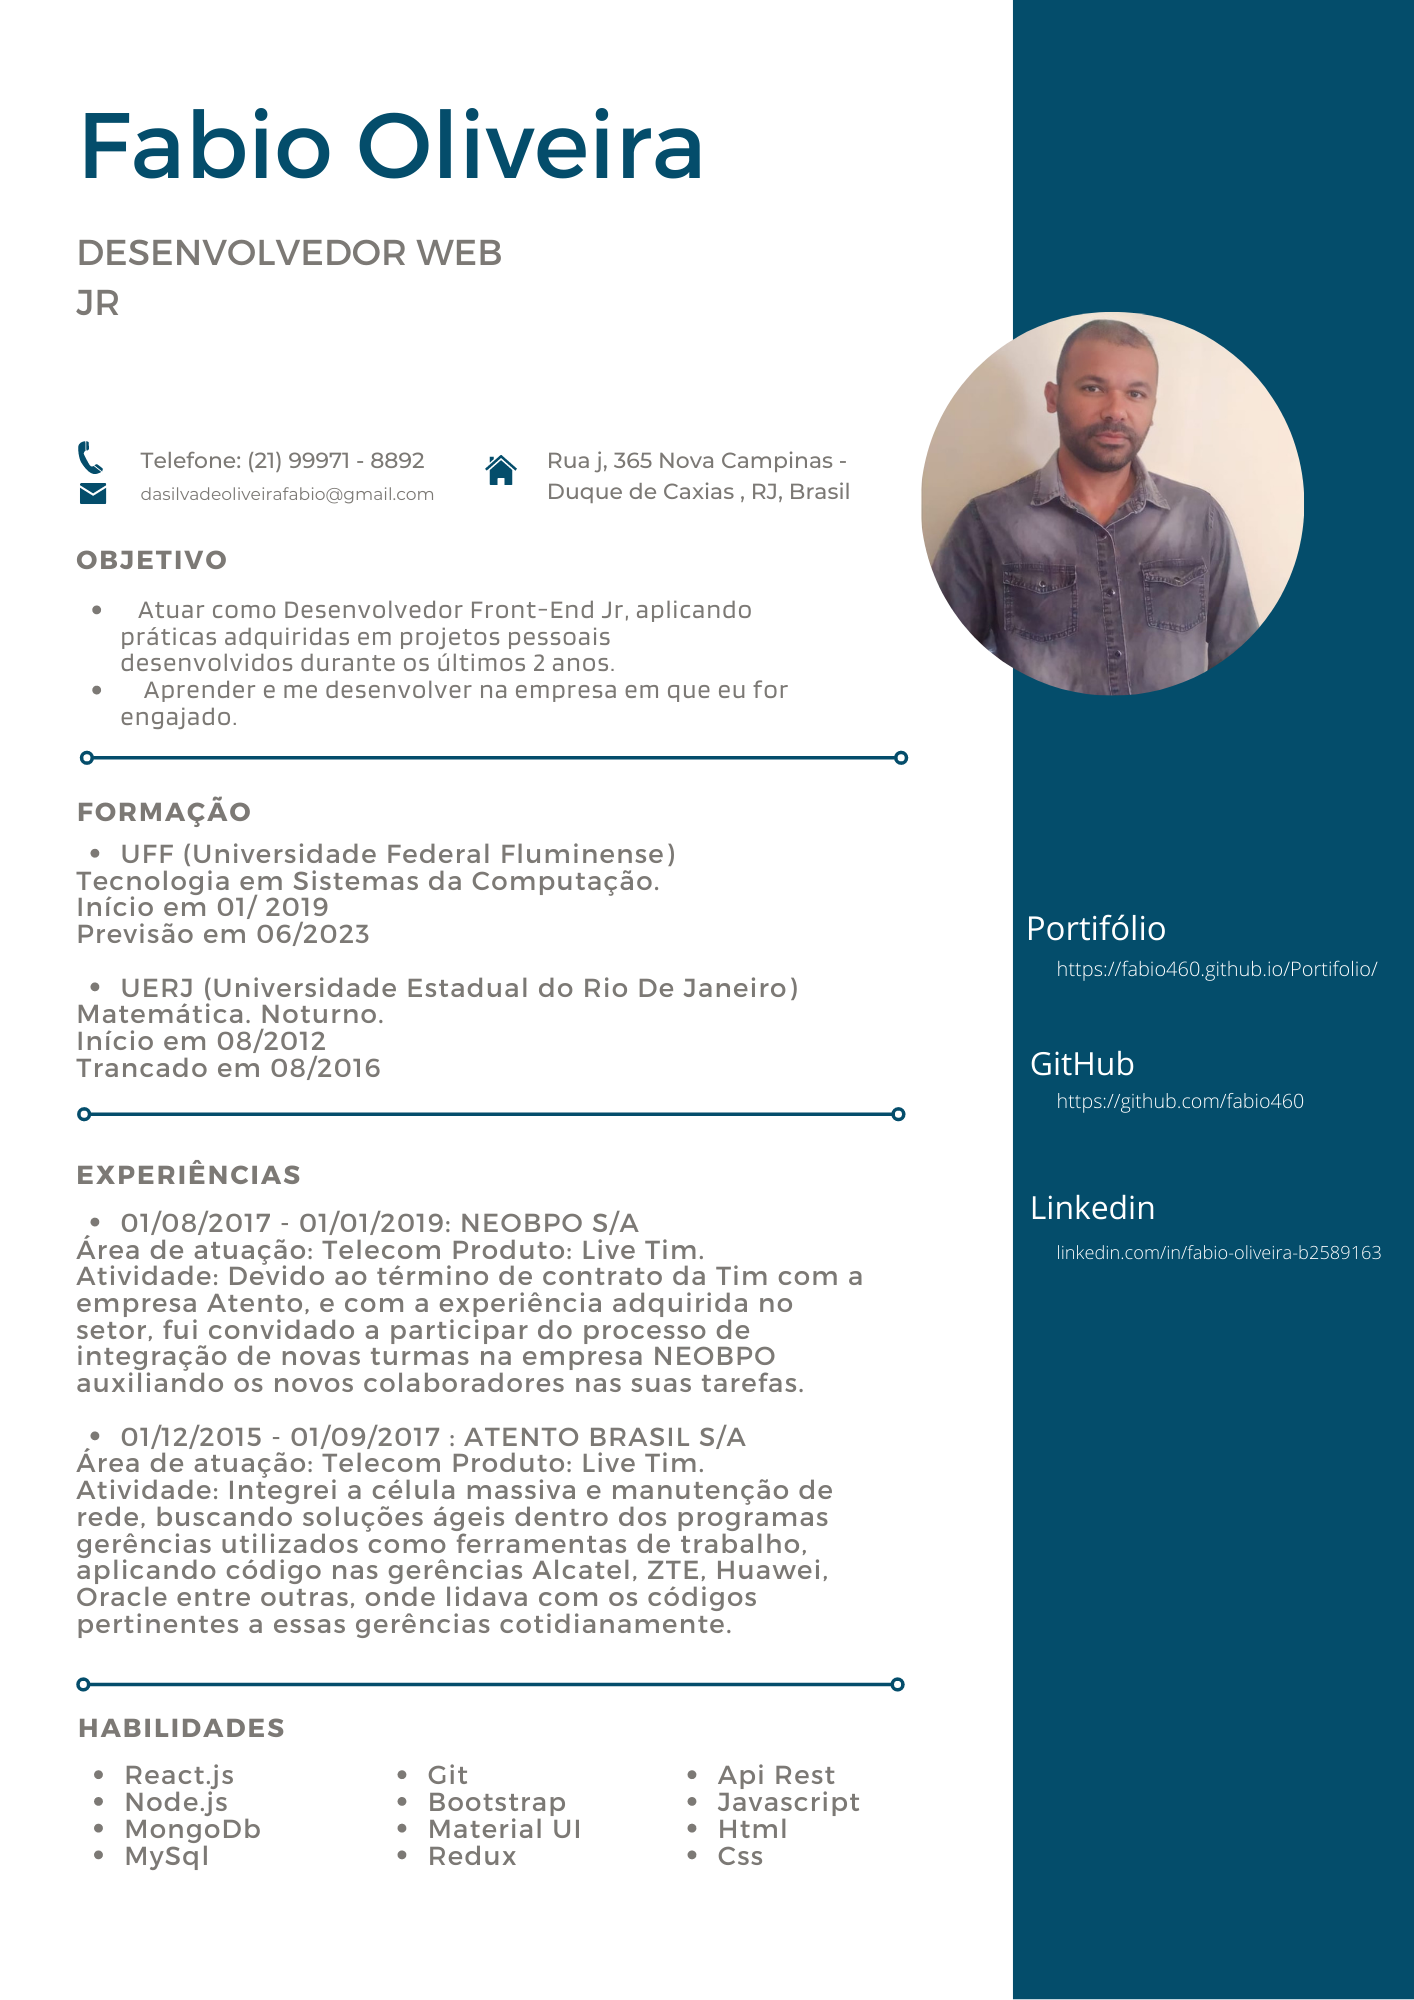 Fabio Oliveira
DESENVOLVEDOR WEB
JR
Telefone: (21) 99971 - 8892
dasilvadeoliveirafabio@gmail.com
Rua j, 365 Nova Campinas -
Duque de Caxias , RJ, Brasil
OBJETIVO
• Atuar como Desenvolvedor Front-End Jr, aplicando
práticas adquiridas em projetos pessoais
desenvolvidos durante os últimos 2 anos.
• Aprender e me desenvolver na empresa em que eu for
engajado.
FORMAÇÃO
• UFF (Universidade Federal Fluminense)
Tecnologia em Sistemas da Computação.
Início em 01/ 2019
Previsão em 06/2023
• UERJ (Universidade Estadual do Rio De Janeiro)
Matemática. Noturno.
Início em 08/2012
Trancado em 08/2016
EXPERIÊNCIAS
• 01/08/2017 - 01/01/2019: NEOBPO S/A
Área de atuação: Telecom Produto: Live Tim.
Atividade: Devido ao término de contrato da Tim com a
empresa Atento, e com a experiência adquirida no
setor, fui convidado a participar do processo de
integração de novas turmas na empresa NEOBPO
auxiliando os novos colaboradores nas suas tarefas.
• 01/12/2015 - 01/09/2017 : ATENTO BRASIL S/A
Área de atuação: Telecom Produto: Live Tim.
Atividade: Integrei a célula massiva e manutenção de
rede, buscando soluções ágeis dentro dos programas
gerências utilizados como ferramentas de trabalho,
aplicando código nas gerências Alcatel, ZTE, Huawei,
Oracle entre outras, onde lidava com os códigos
pertinentes a essas gerências cotidianamente.
HABILIDADES
• React.js
• Node.js
• MongoDb
• MySql
• Git
• Bootstrap
• Material UI
• Redux
• Api Rest
• Javascript
• Html
• Css
Portifólio
https://fabio460.github.io/Portifolio/
GitHub
https://github.com/fabio460
Linkedin
linkedin.com/in/fabio-oliveira-b2589163